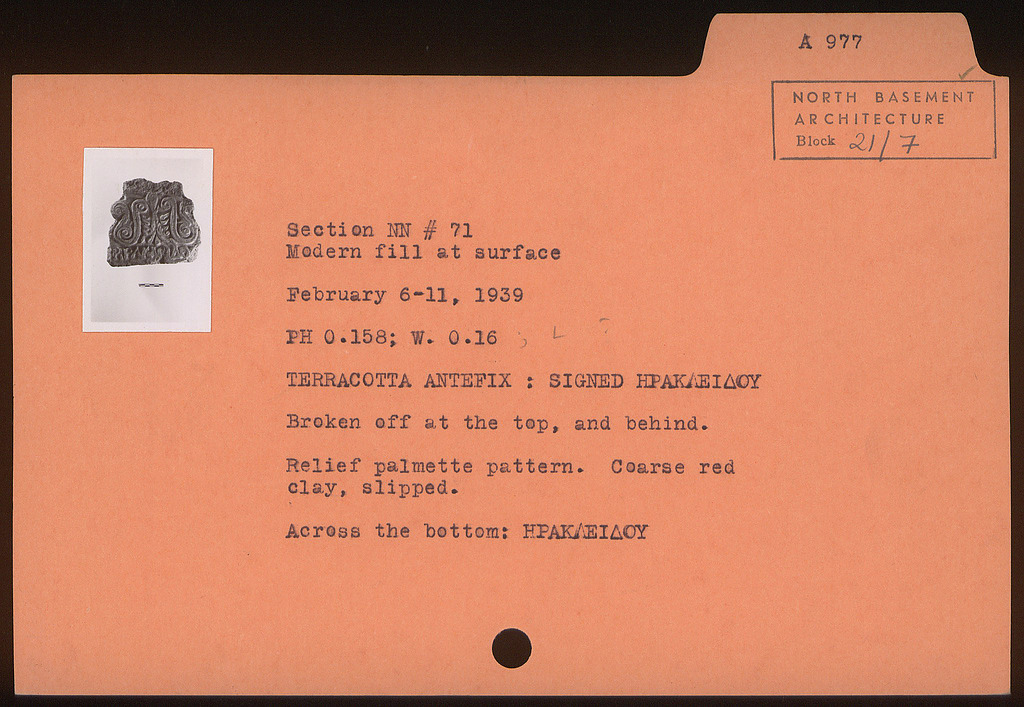 A 977
NORTH BASEMENT
ARCHITECTURE
Block 21/7
Section NN # 71
Modern fill at surface
February 6-11, 1939
PH 0.158; W. 0.16 ; L ?
TERRACOTTA ANTEFIX : SIGNED ΗΡΑΚΛΕΙΔΟΥ
Broken off at the top, and behind.
Relief palmette pattern. Coarse red
clay, slipped.
Across the bottom: ΗΡΑΚΛΕΙΔΟΥ